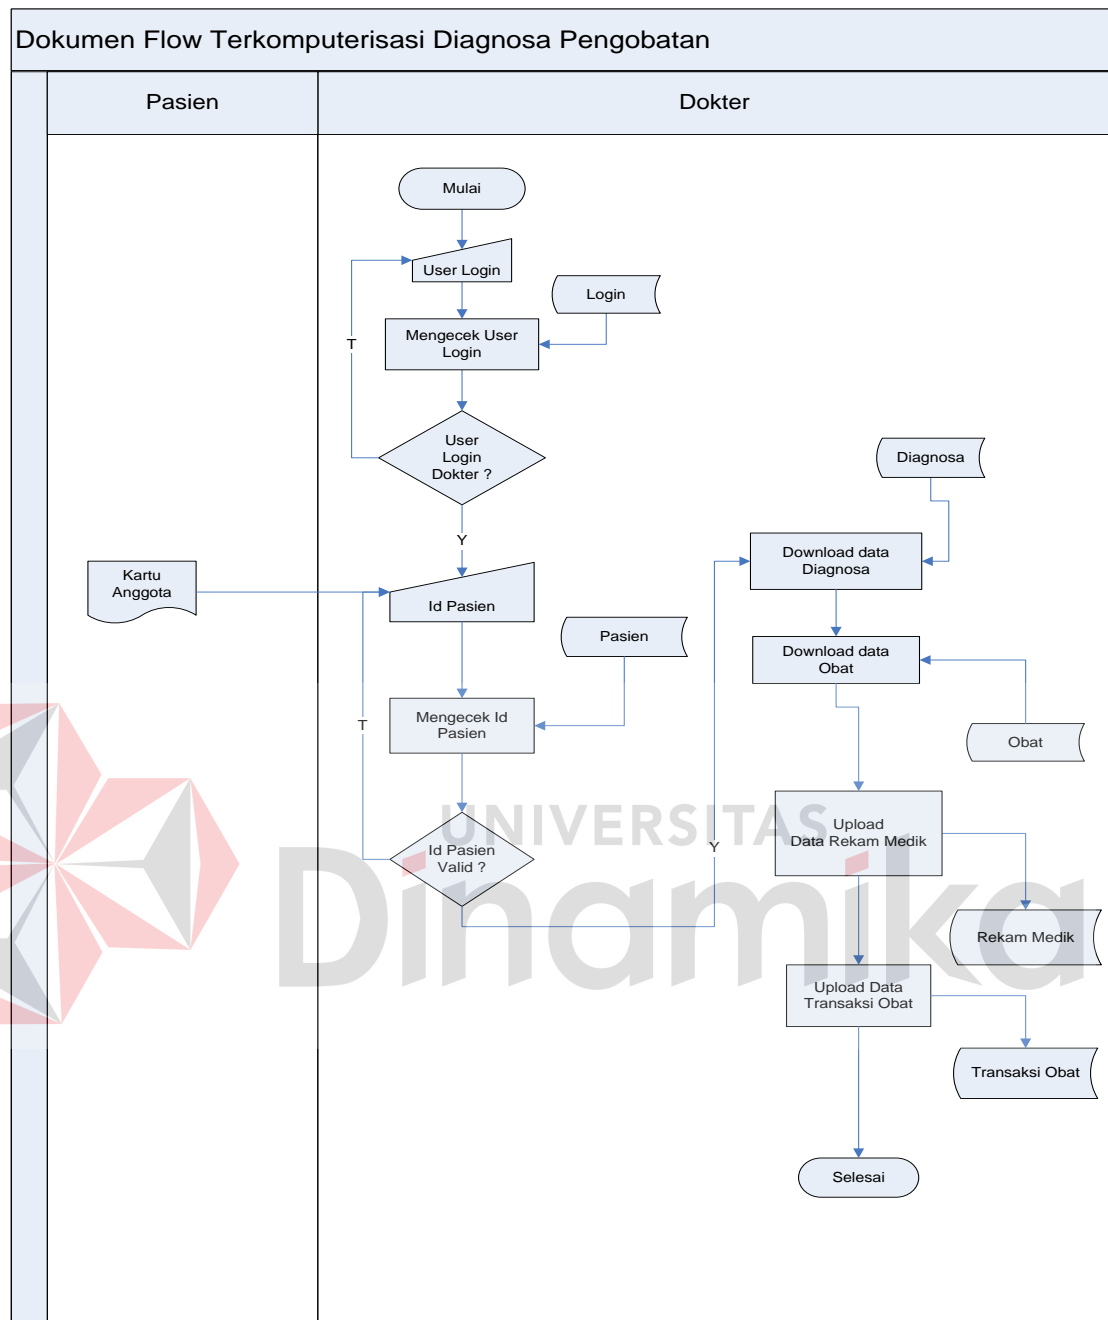 Dokumen Flow Terkomputerisasi Diagnosa Pengobatan
Pasien
Dokter
Mulai
User Login
Login
Mengecek User
Login
T
User
Login
Dokter ?
Y
Kartu
Anggota
Id Pasien
Pasien
Mengecek Id
Pasien
T
Id Pasien
Valid ?
Y
Diagnosa
Download data
Diagnosa
Download data
Obat
Obat
Upload
Data Rekam Medik
Rekam Medik
Upload Data
Transaksi Obat
Transaksi Obat
Selesai
UNIVERSITAS
Dinamika